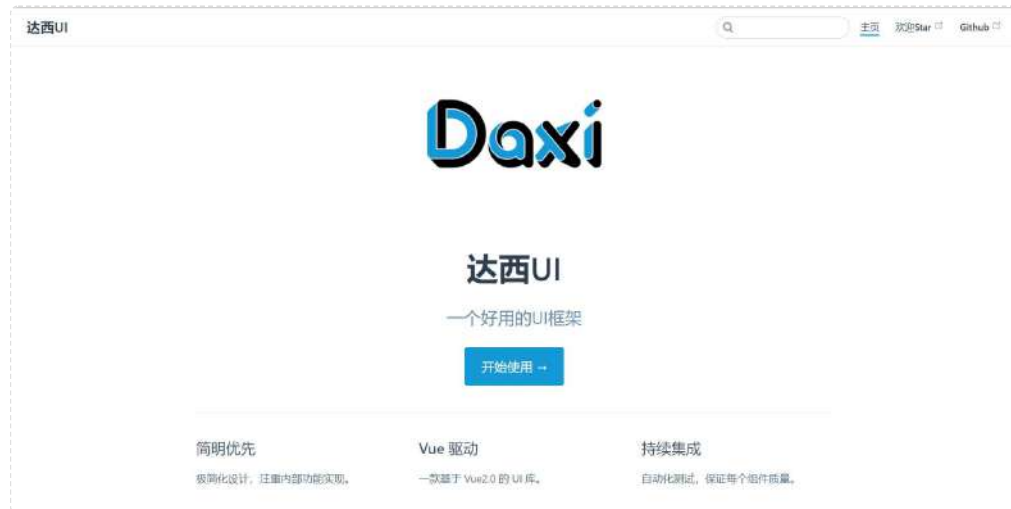 达西UI
主页 欢迎Star Github
Daxi
达西UI
一个好用的UI框架
开始使用 →
简明优先 Vue 驱动 持续集成
极简化设计，注重内部功能实现。 一款基于 Vue2.0 的 UI 库。 自动化测试，保证每个组件质量。